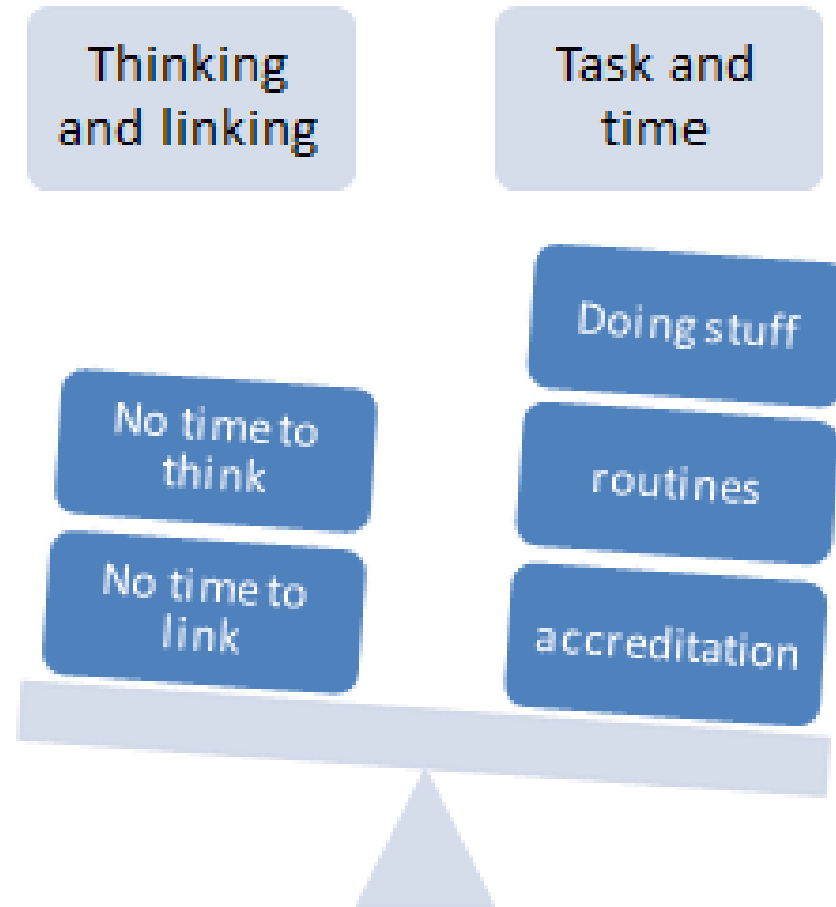 Thinking
and linking
Task and
time
Doing stuff
No time to
think
routines
No time to
link
accreditation